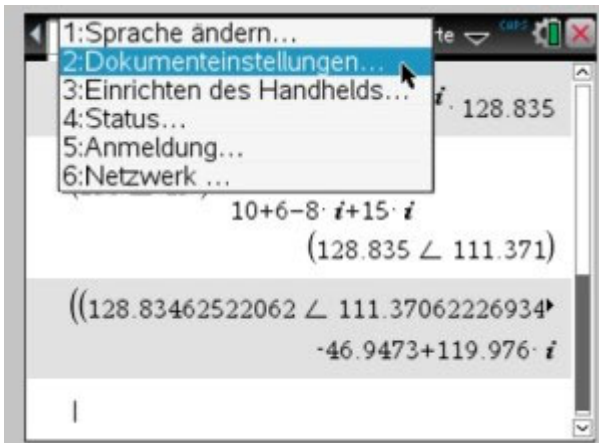 1:Sprache ändern...
2:Dokumenteinstellungen...
3:Einrichten des Handhelds...
4:Status...
5:Anmeldung...
6:Netzwerk ...
te
CAPS
i· 128.835
10+6−8· i+15· i
(128.835 ∠ 111.371)
((128.83462522062 ∠ 111.37062226934▸
-46.9473+119.976· i